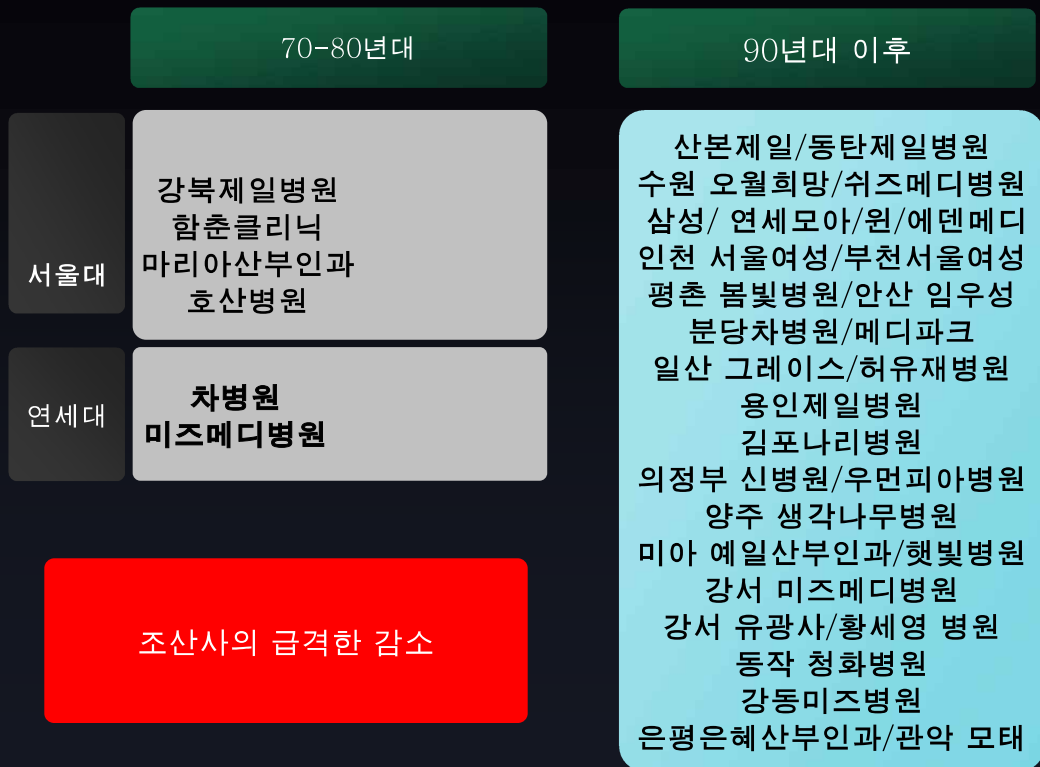 70-80년대
90년대 이후
서울대
강북제일병원
함춘클리닉
마리아산부인과
호산병원
연세대
차병원
미즈메디병원
조산사의 급격한 감소
산본제일/동탄제일병원
수원 오월희망/쉬즈메디병원
삼성/ 연세모아/윈/에덴메디
인천 서울여성/부천서울여성
평촌 봄빛병원/안산 임우성
분당차병원/메디파크
일산 그레이스/허유재병원
용인제일병원
김포나리병원
의정부 신병원/우먼피아병원
양주 생각나무병원
미아 예일산부인과/햇빛병원
강서 미즈메디병원
강서 유광사/황세영 병원
동작 청화병원
강동미즈병원
은평은혜산부인과/관악 모태